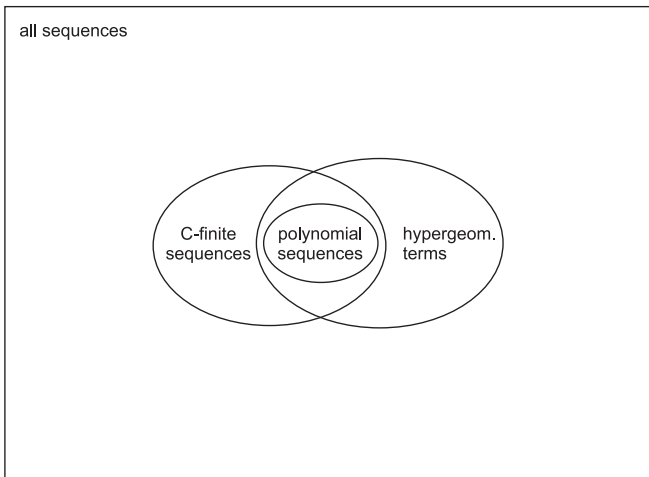 all sequences
C-finite
sequences
polynomial
sequences
hypergeom.
terms